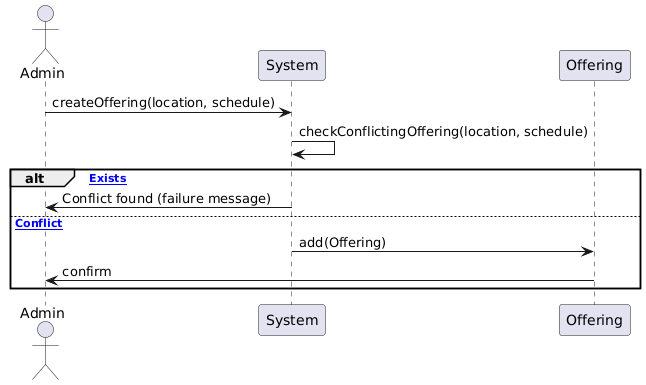 Admin
System
Offering
createOffering(location, schedule)
checkConflictingOffering(location, schedule)
alt Exists
Conflict found (failure message)
Conflict
add(Offering)
confirm
Admin
System
Offering